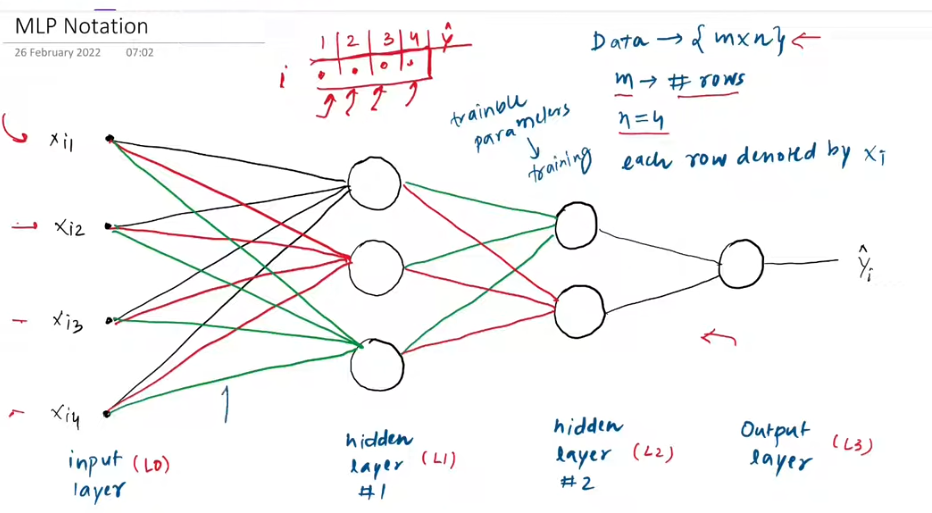 MLP Notation
26 February 2022 07:02
1 2 3 4 ŷ
i
Data → { m x n } ←
m → # rows
n = 4
each row denoted by xi
trainble
parameters
↓
training
xi1
xi2
xi3
xi4
ŷi
input (L0)
layer
hidden
layer (L1)
#1
hidden
layer (L2)
#2
Output
layer (L3)